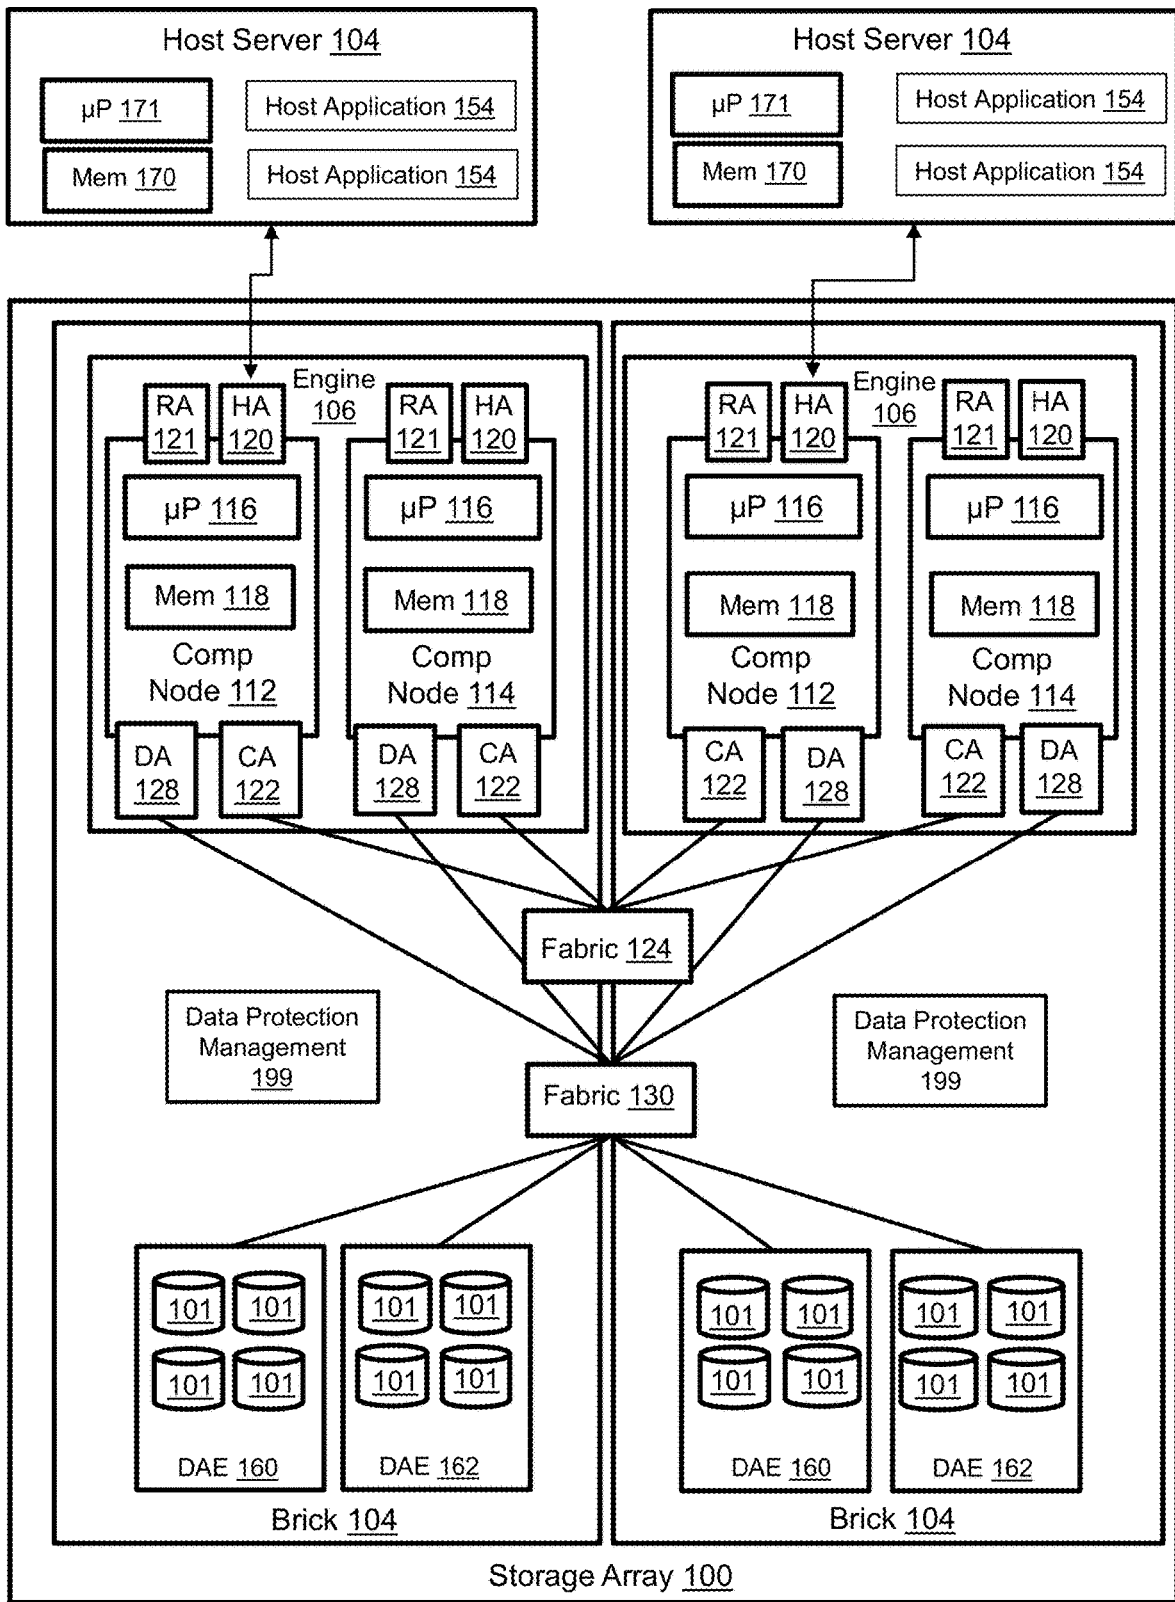 Host Server 104
µP 171
Host Application 154
Mem 170
Host Application 154
Host Server 104
µP 171
Host Application 154
Mem 170
Host Application 154
Engine
106
RA
121
HA
120
µP 116
Mem 118
Comp
Node 112
DA
128
CA
122
RA
121
HA
120
µP 116
Mem 118
Comp
Node 114
DA
128
CA
122
Engine
106
RA
121
HA
120
µP 116
Mem 118
Comp
Node 112
CA
122
DA
128
RA
121
HA
120
µP 116
Mem 118
Comp
Node 114
CA
122
DA
128
Fabric 124
Data Protection
Management
199
Data Protection
Management
199
Fabric 130
101 101
101 101
DAE 160
101 101
101 101
DAE 162
Brick 104
101 101
101 101
DAE 160
101 101
101 101
DAE 162
Brick 104
Storage Array 100